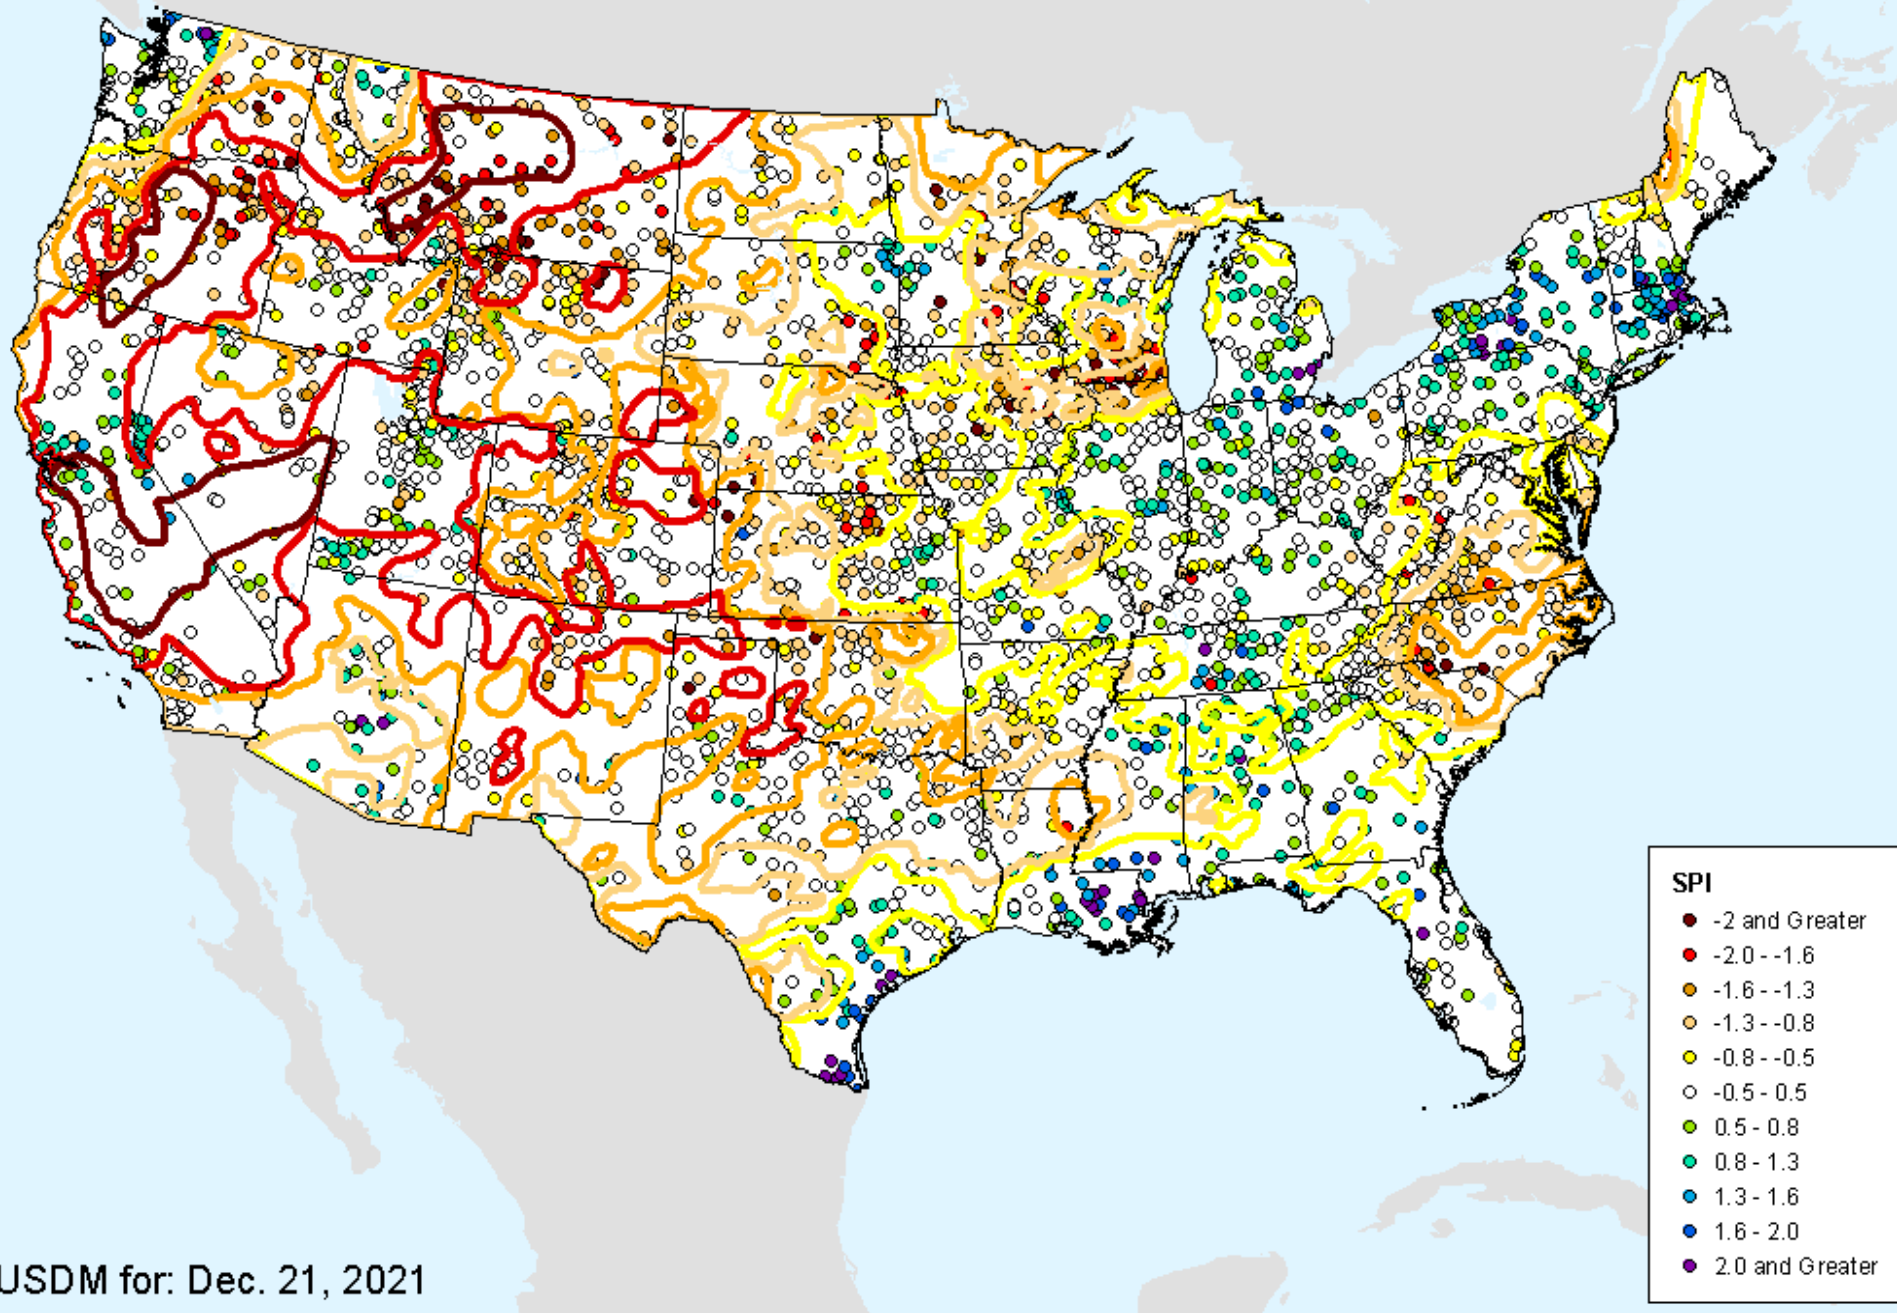 SPI
-2 and Greater
-2.0 - -1.6
-1.6 - -1.3
-1.3 - -0.8
-0.8 - -0.5
-0.5 - 0.5
0.5 - 0.8
0.8 - 1.3
1.3 - 1.6
1.6 - 2.0
2.0 and Greater
USDM for: Dec. 21, 2021